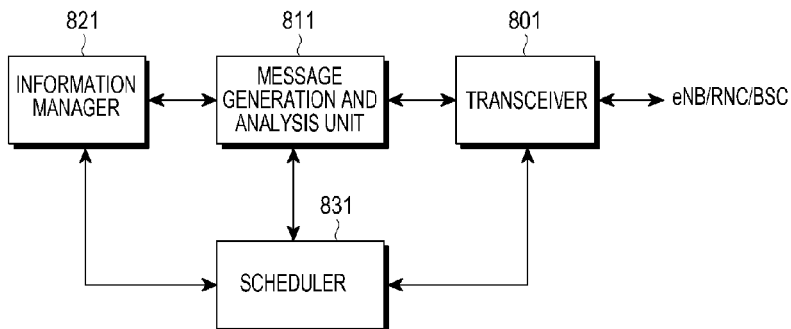 821
811
801
INFORMATION
MANAGER
MESSAGE
GENERATION AND
ANALYSIS UNIT
TRANSCEIVER
eNB/RNC/BSC
831
SCHEDULER